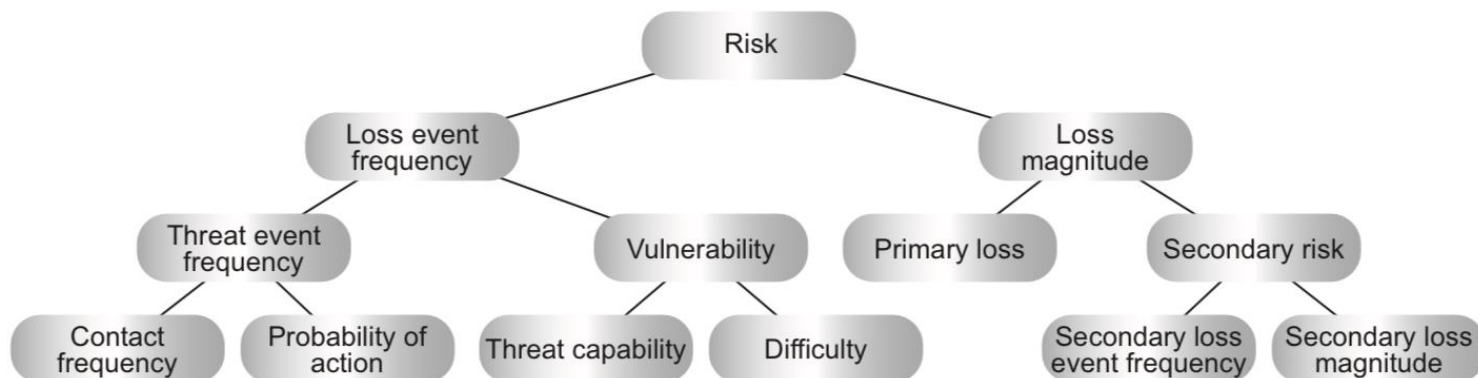 Risk
Loss event
frequency
Loss
magnitude
Threat event
frequency
Vulnerability
Primary loss
Secondary risk
Contact
frequency
Probability of
action
Threat capability
Difficulty
Secondary loss
event frequency
Secondary loss
magnitude